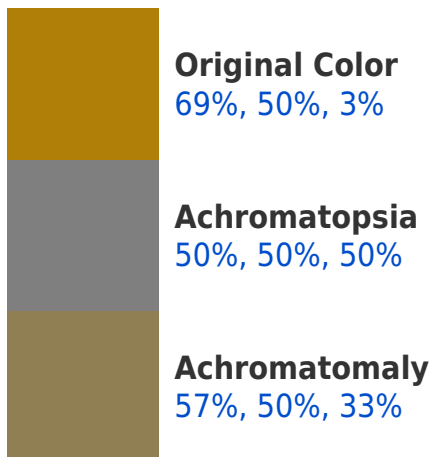 Original Color
69%, 50%, 3%
Achromatopsia
50%, 50%, 50%
Achromatomaly
57%, 50%, 33%